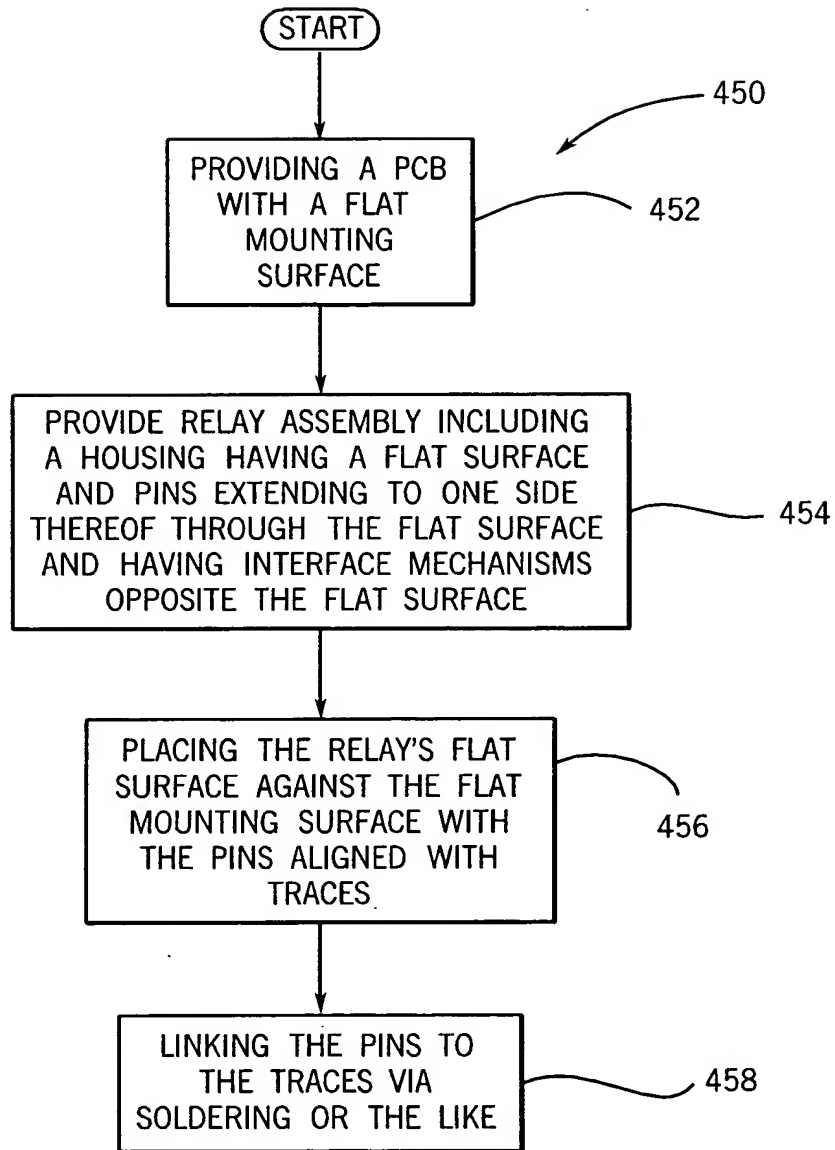 START
450
PROVIDING A PCB
WITH A FLAT
MOUNTING
SURFACE
452
PROVIDE RELAY ASSEMBLY INCLUDING
A HOUSING HAVING A FLAT SURFACE
AND PINS EXTENDING TO ONE SIDE
THEREOF THROUGH THE FLAT SURFACE
AND HAVING INTERFACE MECHANISMS
OPPOSITE THE FLAT SURFACE
454
PLACING THE RELAY'S FLAT
SURFACE AGAINST THE FLAT
MOUNTING SURFACE WITH
THE PINS ALIGNED WITH
TRACES
456
LINKING THE PINS TO
THE TRACES VIA
SOLDERING OR THE LIKE
458